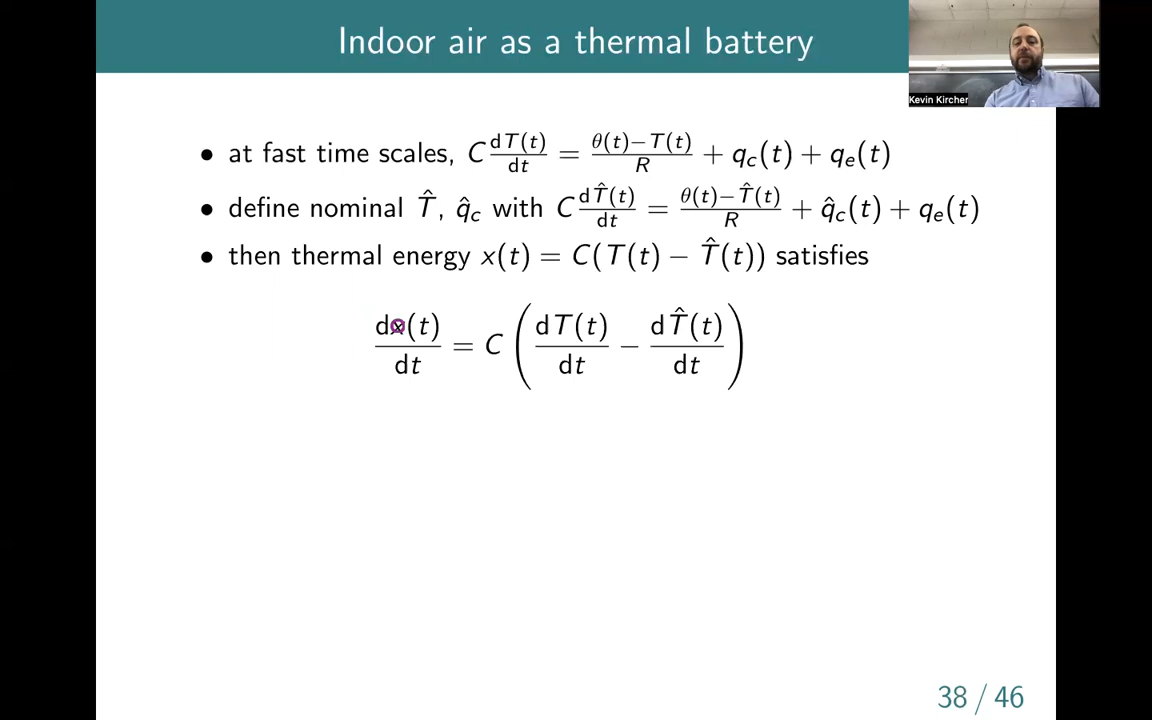 Indoor air as a thermal battery
Kevin Kircher
• at fast time scales, C dT(t)/dt = θ(t)−T(t)/R + q_c(t) + q_e(t)
• define nominal T̂, q̂_c with C dT̂(t)/dt = θ(t)−T̂(t)/R + q̂_c(t) + q_e(t)
• then thermal energy x(t) = C(T(t) − T̂(t)) satisfies
dx(t)/dt = C (dT(t)/dt − dT̂(t)/dt)
38 / 46